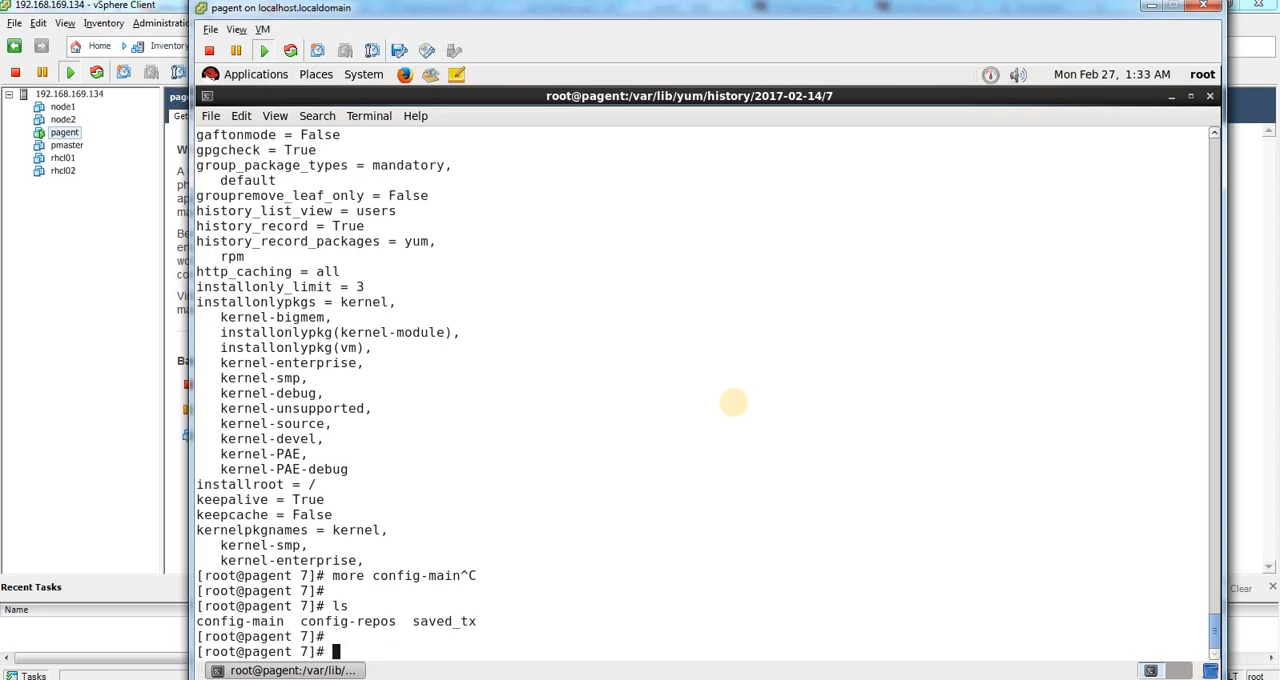 192.168.169.134 - vSphere Client
File Edit View Inventory Administra
Home
Inventory
192.168.169.134
node1
node2
pagent
pmaster
rhcl01
rhcl02
Recent Tasks
Name
Clear
Tasks
root
pagent on localhost.localdomain
File View VM
Applications Places System
Mon Feb 27, 1:33 AM root
root@pagent:/var/lib/yum/history/2017-02-14/7
File Edit View Search Terminal Help
gaftonmode = False
gpgcheck = True
group_package_types = mandatory,
default
groupremove_leaf_only = False
history_list_view = users
history_record = True
history_record_packages = yum,
rpm
http_caching = all
installonly_limit = 3
installonlypkgs = kernel,
kernel-bigmem,
installonlypkg(kernel-module),
installonlypkg(vm),
kernel-enterprise,
kernel-smp,
kernel-debug,
kernel-unsupported,
kernel-source,
kernel-devel,
kernel-PAE,
kernel-PAE-debug
installroot = /
keepalive = True
keepcache = False
kernelpkgnames = kernel,
kernel-smp,
kernel-enterprise,
[root@pagent 7]# more config-main^C
[root@pagent 7]#
[root@pagent 7]# ls
config-main config-repos saved_tx
[root@pagent 7]#
[root@pagent 7]#
root@pagent:/var/lib/...